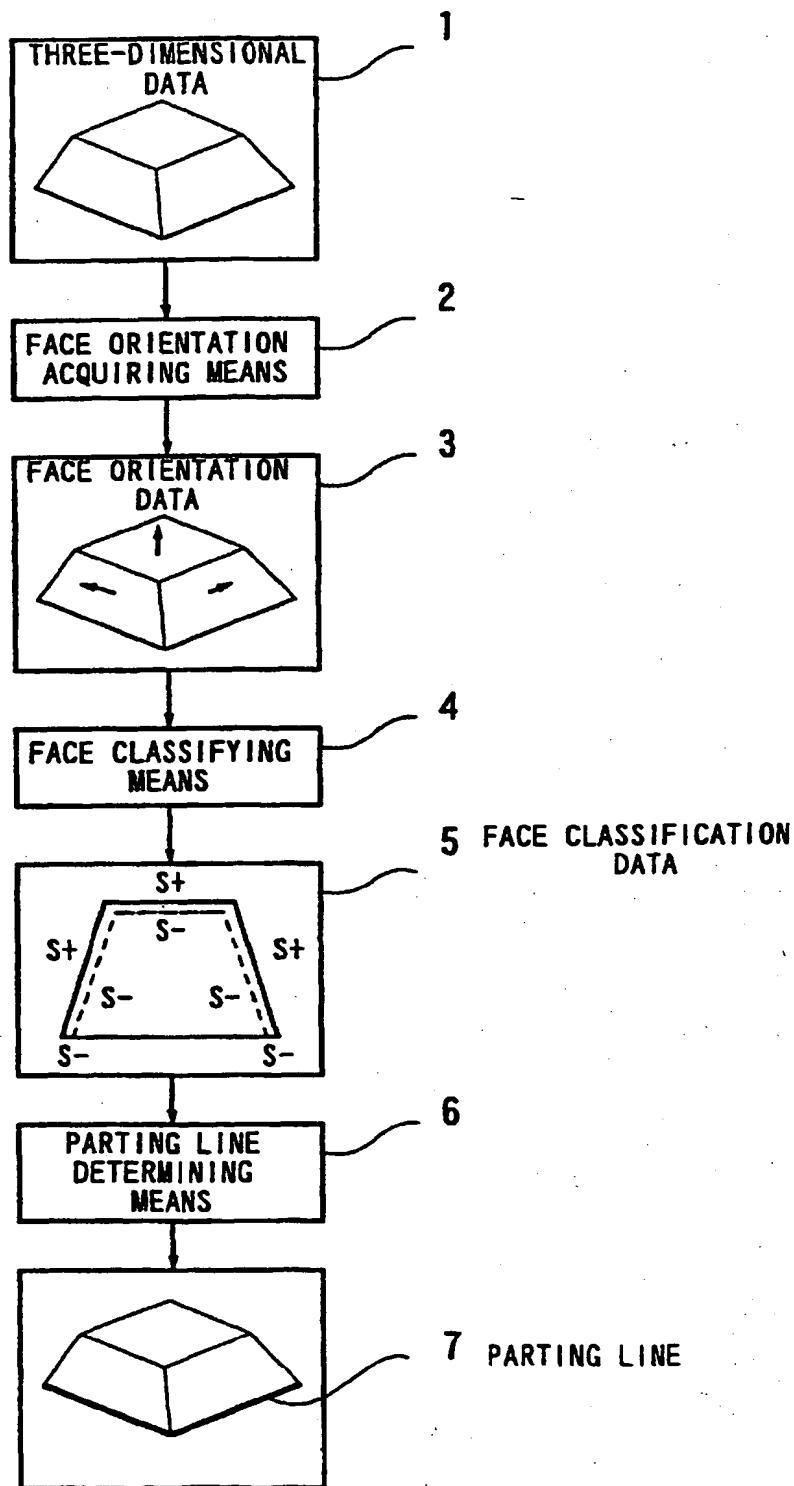 1
THREE-DIMENSIONAL
DATA
2
FACE ORIENTATION
ACQUIRING MEANS
3
FACE ORIENTATION
DATA
4
FACE CLASSIFYING
MEANS
5 FACE CLASSIFICATION
DATA
S+
S-
S+ S+
S- S-
S- S-
6
PARTING LINE
DETERMINING
MEANS
7 PARTING LINE